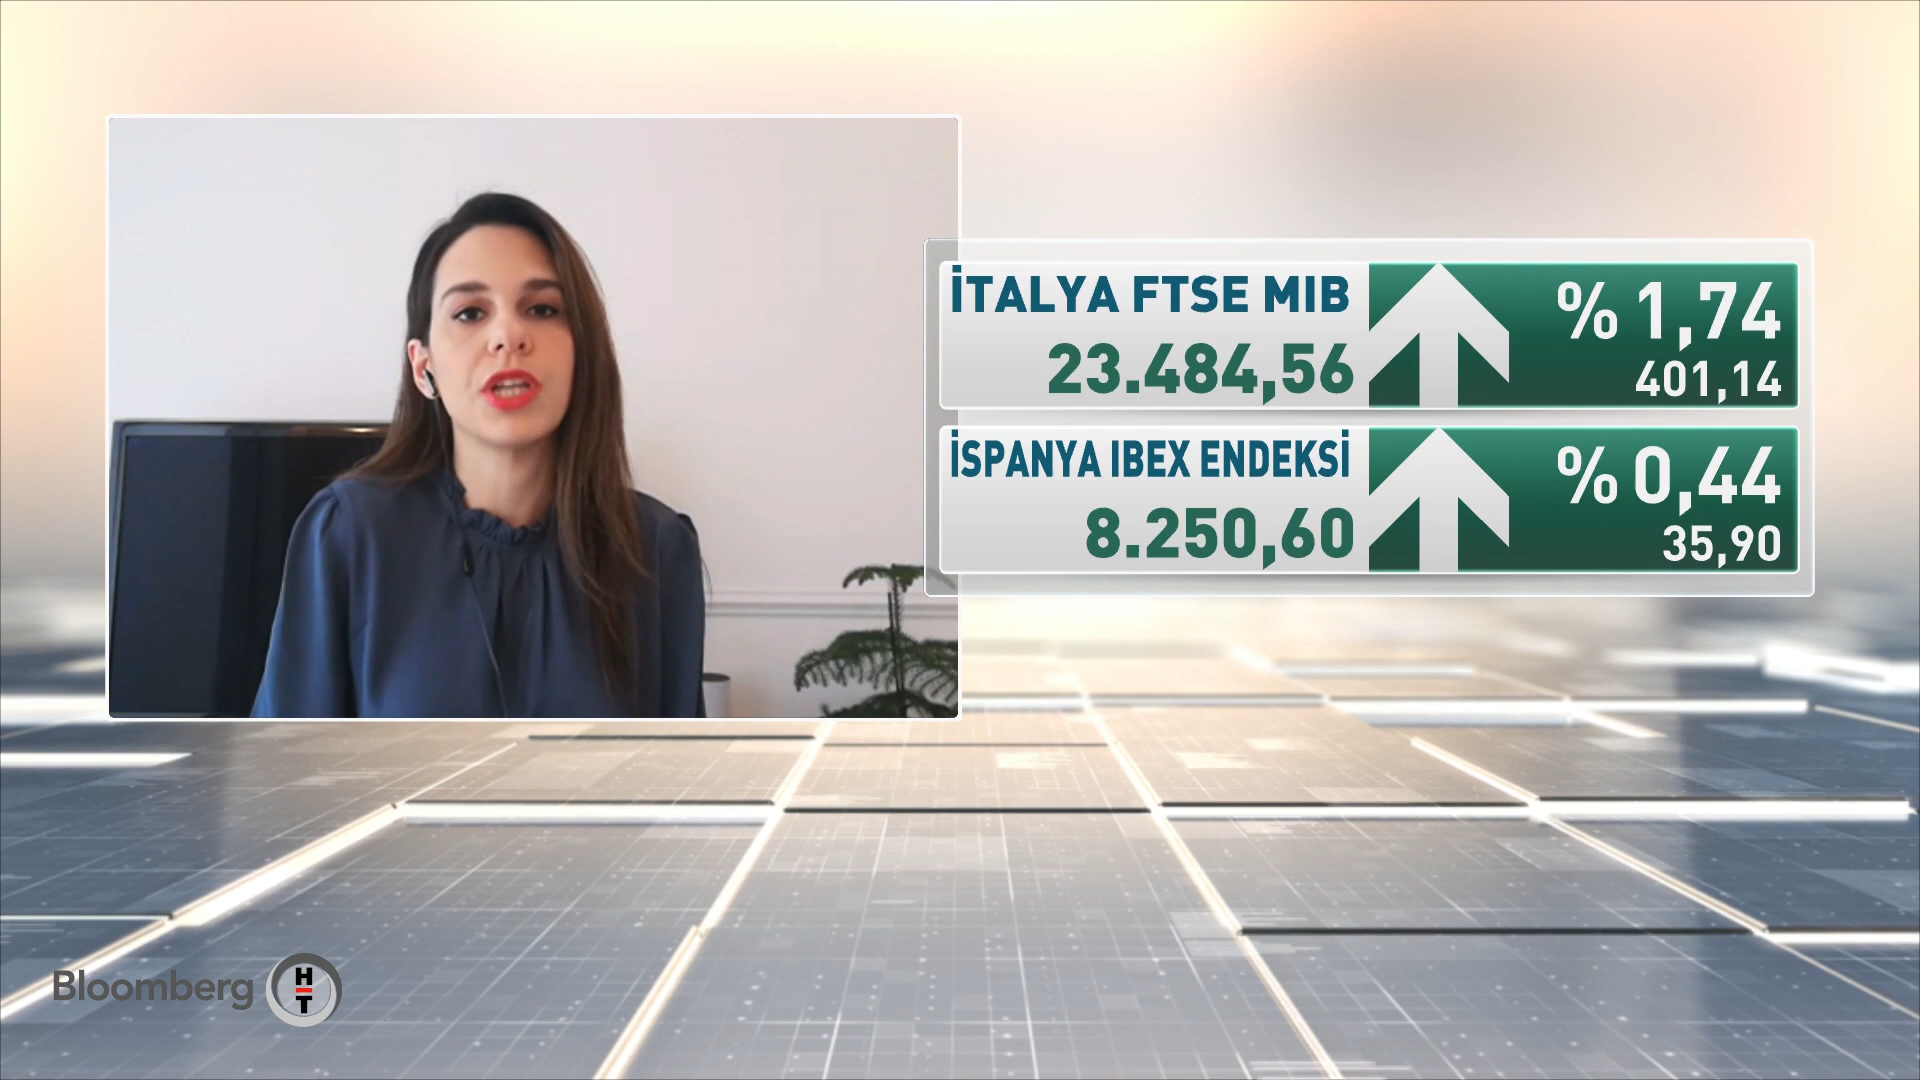 İTALYA FTSE MIB
23.484,56
% 1,74
401,14
İSPANYA IBEX ENDEKSİ
8.250,60
% 0,44
35,90
Bloomberg HT